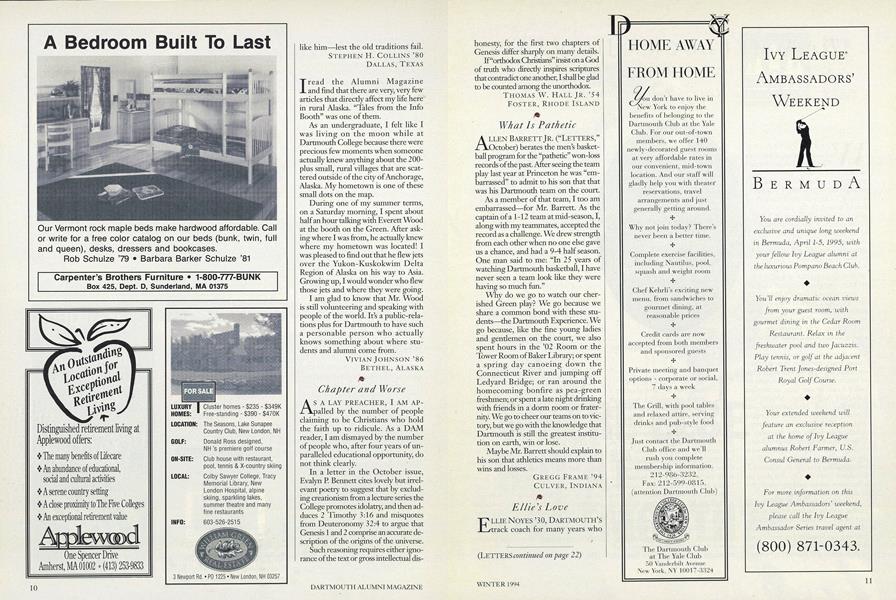 A Bedroom Built To Last
Our Vermont rock maple beds make hardwood affordable. Call
or write for a free color catalog on our beds (bunk, twin, full
and queen), desks, dressers and bookcases.
Rob Schulze '79 • Barbara Barker Schulze '81
Carpenter's Brothers Furniture • 1-800-777-BUNK
Box 425, Dept. D, Sunderland, MA 01375
An Outstanding
Location for
Exceptional
Retirement
Living
Distinguished retirement living at
Applewood offers:
❖ The many benefits of Lifecare
❖ An abundance of educational,
social and cultural activities
❖ A serene country setting
❖ A close proximity to The Five Colleges
❖ An exceptional retirement value
Applewood
One Spencer Drive
Amherst, MA 01002 • (413) 253-9833
FOR SALE
LUXURY HOMES: Cluster homes - $235 - $349K
Free-standing - $390 - $470K
LOCATION: The Seasons, Lake Sunapee
Country Club, New London, NH
GOLF: Donald Ross designed,
NH 's premiere golf course
ON-SITE: Club house with restaurant,
pool, tennis & X-country skiing
LOCAL: Colby Sawyer College, Tracy
Memorial Library, New
London Hospital, alpine
skiing, sparkling lakes,
summer theatre and many
fine restaurants
INFO: 603-526-2515
REAL ESTATE
3 Newport Rd. • PO 1225 • New London, NH 03257
10
like him—lest the old traditions fail.
STEPHEN H. COLLINS '80
DALLAS, TEXAS
I read the Alumni Magazine
and find that there are very, very few
articles that directly affect my life here
in rural Alaska. "Tales from the Info
Booth" was one of them.
As an undergraduate, I felt like I
was living on the moon while at
Dartmouth College because there were
precious few moments when someone
actually knew anything about the 200-
plus small, rural villages that are scat-
tered outside of the city of Anchorage,
Alaska. My hometown is one of these
small dots on the map.
During one of my summer terms,
on a Saturday morning, I spent about
half an hour talking with Everett Wood
at the booth on the Green. After ask-
ing where I was from, he actually knew
where my hometown was located! I
was pleased to find out that he flew jets
over the Yukon-Kuskokwim Delta
Region of Alaska on his way to Asia.
Growing up, I would wonder who flew
those jets and where they were going.
I am glad to know that Mr. Wood
is still volunteering and speaking with
people of the world. It's a public-rela-
tions plus for Dartmouth to have such
a personable person who actually
knows something about where stu-
dents and alumni come from.
VIVIAN JOHNSON '86
BETHEL, ALASKA
Chapter and Worse
AS A LAY PREACHER, I AM AP-
palled by the number of people
claiming to be Christians who hold
the faith up to ridicule. As a DAM
reader, I am dismayed by the number
of people who, after four years of un-
paralleled educational opportunity, do
not think clearly.
In a letter in the October issue,
Evalyn P. Bennett cites lovely but irrel-
evant poetry to suggest that by exclud-
ing creationism from a lecture series the
College promotes idolatry, and then ad-
duces 2 Timothy 3:16 and misquotes
from Deuteronomy 32:4 to argue that
Genesis 1 and 2 comprise an accurate de-
scription of the origins of the universe.
Such reasoning requires either igno-
rance of the text or gross intellectual dis-
DARTMOUTH ALUMNI MAGAZINE
honesty, for the first two chapters of
Genesis differ sharply on many details.
If "orthodox Christians" insist on a God
of truth who directly inspires scriptures
that contradict one another, I shall be glad
to be counted among the unorthodox.
THOMAS W. HALL JR. '54
FOSTER, RHODE ISLAND
What Is Pathetic
ALLEN BARRETT JR. ("LETTERS,"
October) berates the men's basket-
ball program for the "pathetic" won-loss
records of the past. After seeing the team
play last year at Princeton he was "em-
barrassed" to admit to his son that that
was his Dartmouth team on the court.
As a member of that team, I too am
embarrassed—for Mr. Barrett. As the
captain of a 1-12 team at mid-season, I,
along with my teammates, accepted the
record as a challenge. We drew strength
from each other when no one else gave
us a chance, and had a 9-4 half season.
One man said to me: "In 25 years of
watching Dartmouth basketball, I have
never seen a team look like they were
having so much fun."
Why do we go to watch our cher-
ished Green play? We go because we
share a common bond with these stu-
dents—the Dartmouth Experience. We
go because, like the fine young ladies
and gentlemen on the court, we also
spent hours in the '02 Room or the
Tower Room of Baker Library; or spent
a spring day canoeing down the
Connecticut River and jumping off
Ledyard Bridge; or ran around the
homecoming bonfire as pea-green
freshmen; or spent a late night drinking
with friends in a dorm room or frater-
nity. We go to cheer our teams on to vic-
tory, but we go with the knowledge that
Dartmouth is still the greatest institu-
tion on earth, win or lose.
Maybe Mr. Barrett should explain to
his son that athletics means more than
wins and losses.
GREGG FRAME '94
CULVER, INDIANA
Ellie's Love
ELLIE NOYES '30, DARTMOUTH'S
track coach for many years who
(LETTERS continued on page 22)
WINTER 1994
D YC
HOME AWAY
FROM HOME
You don't have to live in
New York to enjoy the
benefits of belonging to the
Dartmouth Club at the Yale
Club. For our out-of-town
members, we offer 140
newly-decorated guest rooms
at very affordable rates in
our convenient, mid-town
location. And our staff will
gladly help you with theater
reservations, travel
arrangements and just
generally getting around.
Why not join today? There's
never been a better time.
Complete exercise facilities,
including Nautilus, pool,
squash and weight room
Chef Kehrli's exciting new
menu, from sandwiches to
gourmet dining, at
reasonable prices
Credit cards are now
accepted from both members
and sponsored guests
Private meeting and banquet
options - corporate or social,
7 days a week
The Grill, with pool tables
and relaxed attire, serving
drinks and pub-style food
Just contact the Dartmouth
Club office and we'll
rush you complete
membership information.
212-986-3232.
Fax: 212-599-0815.
(attention Dartmouth Club)
The Dartmouth Club
at The Yale Club
50 Vanderbilt Avenue
New York, NY 10017-3324
IVY LEAGUE®
AMBASSADORS'
WEEKEND
BERMUDA
You are cordially invited to an
exclusive and unique long weekend
in Bermuda, April 1-5, 1995, with
your fellow Ivy League alumni at
the luxurious Pompano Beach Club.
You'll enjoy dramatic ocean views
from your guest room, with
gourmet dining in the Cedar Room
Restaurant. Relax in the
freshwater pool and two Jacuzzis.
Play tennis, or golf at the adjacent
Robert Trent Jones-designed Port
Royal Golf Course.
Your extended weekend will
feature an exclusive reception
at the home of Ivy League
alumnus Robert Farmer, U.S.
Consul General to Bermuda.
For more information on this
Ivy League Ambassadors' weekend,
please call the Ivy League
Ambassador Series travel agent at
(800) 871-0343.
11